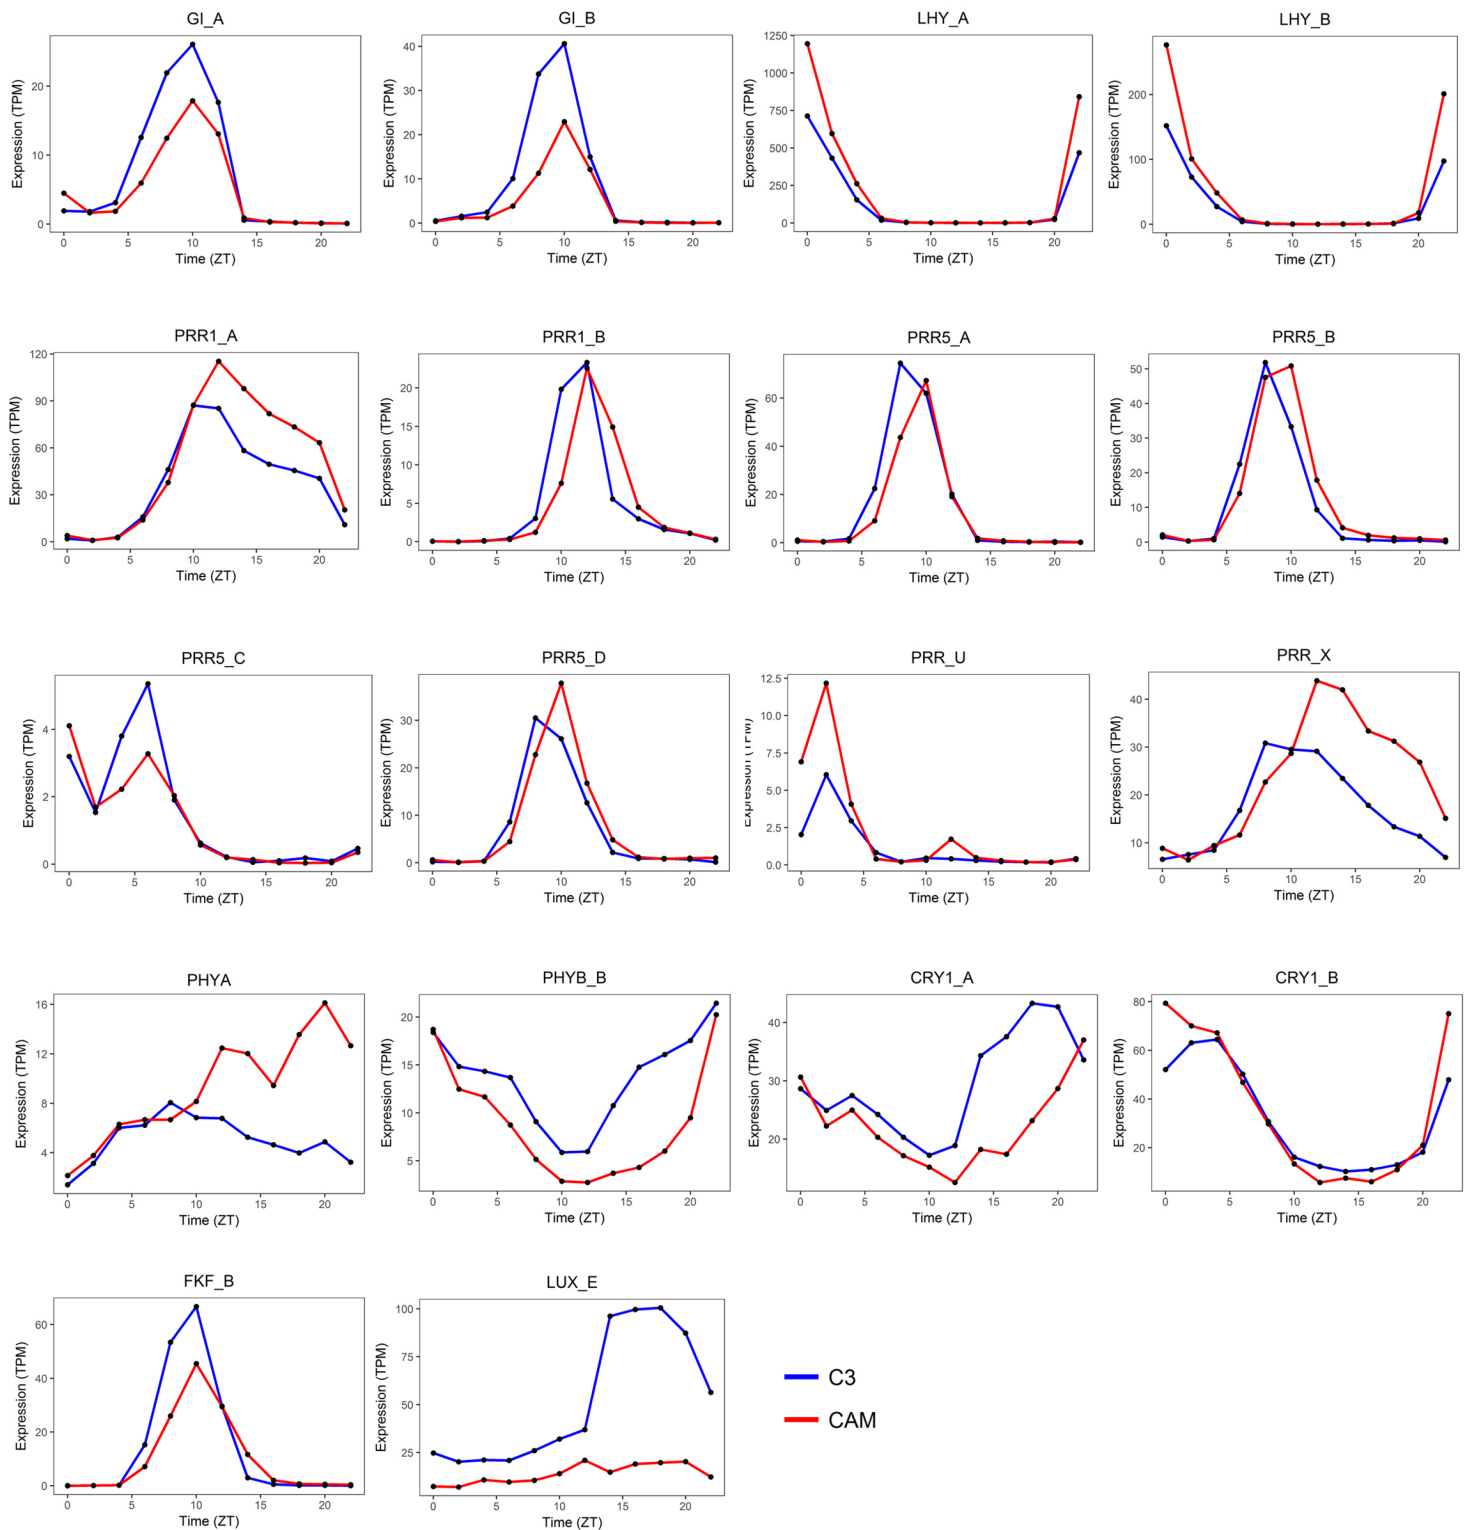 GI_A
GI_B
LHY_A
LHY_B
Expression (TPM)
0
10
20
0 5 10 15 20
Time (ZT)
Expression (TPM)
40
30
20
10
0
0 5 10 15 20
Time (ZT)
Expression (TPM)
1250
1000
750
500
250
0
0 5 10 15 20
Time (ZT)
Expression (TPM)
200
100
0
0 5 10 15 20
Time (ZT)
PRR1_A
PRR1_B
PRR5_A
PRR5_B
Expression (TPM)
120
90
60
30
0
0 5 10 15 20
Time (ZT)
Expression (TPM)
20
15
10
5
0
0 5 10 15 20
Time (ZT)
Expression (TPM)
60
40
20
0
0 5 10 15 20
Time (ZT)
Expression (TPM)
50
40
30
20
10
0
0 5 10 15 20
Time (ZT)
PRR5_C
PRR5_D
PRR_U
PRR_X
Expression (TPM)
4
2
0
0 5 10 15 20
Time (ZT)
Expression (TPM)
30
20
10
0
0 5 10 15 20
Time (ZT)
Expression (TPM)
12.5
10.0
7.5
5.0
2.5
0.0
0 5 10 15 20
Time (ZT)
Expression (TPM)
40
30
20
10
0 5 10 15 20
Time (ZT)
PHYA
PHYB_B
CRY1_A
CRY1_B
Expression (TPM)
16
12
8
4
0 5 10 15 20
Time (ZT)
Expression (TPM)
20
15
10
5
0 5 10 15 20
Time (ZT)
Expression (TPM)
40
30
20
0 5 10 15 20
Time (ZT)
Expression (TPM)
80
60
40
20
0 5 10 15 20
Time (ZT)
FKF_B
LUX_E
Expression (TPM)
60
40
20
0
0 5 10 15 20
Time (ZT)
Expression (TPM)
100
75
50
25
0 5 10 15 20
Time (ZT)
C3
CAM